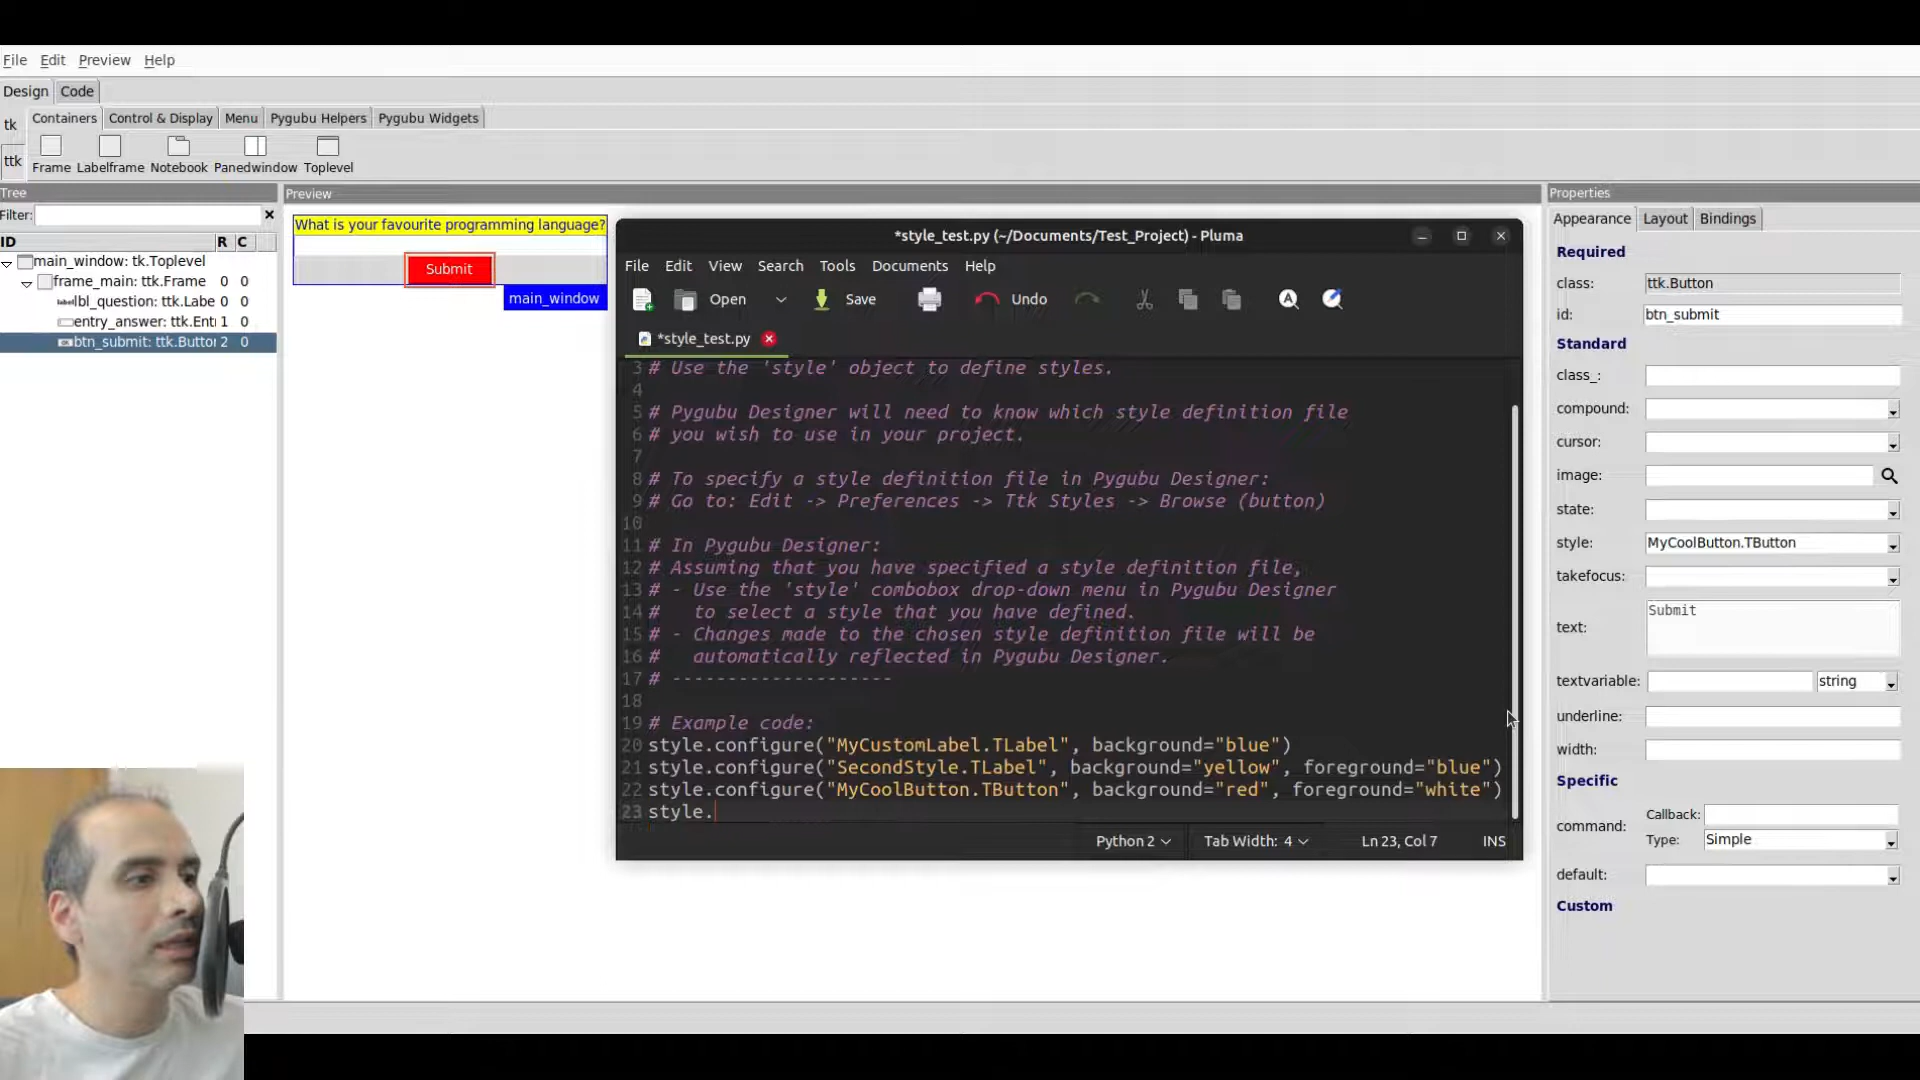 File Edit Preview Help
Design Code
tk
ttk
Containers Control & Display Menu Pygubu Helpers Pygubu Widgets
Frame Labelframe Notebook Panedwindow Toplevel
Tree
Filter:
ID R C
main_window: tk.Toplevel
frame_main: ttk.Frame 0 0
lbl_question: ttk.Labe 0 0
entry_answer: ttk.Entr 1 0
btn_submit: ttk.Button 2 0
Preview
What is your favourite programming language?
Submit
main_window
*style_test.py (~/Documents/Test_Project) - Pluma
File Edit View Search Tools Documents Help
Open Save Undo
*style_test.py
3 # Use the 'style' object to define styles.
4
5 # Pygubu Designer will need to know which style definition file
6 # you wish to use in your project.
7
8 # To specify a style definition file in Pygubu Designer:
9 # Go to: Edit -> Preferences -> Ttk Styles -> Browse (button)
10
11 # In Pygubu Designer:
12 # Assuming that you have specified a style definition file,
13 # - Use the 'style' combobox drop-down menu in Pygubu Designer
14 #   to select a style that you have defined.
15 # - Changes made to the chosen style definition file will be
16 #   automatically reflected in Pygubu Designer.
17 # --------------------
18
19 # Example code:
20 style.configure("MyCustomLabel.TLabel", background="blue")
21 style.configure("SecondStyle.TLabel", background="yellow", foreground="blue")
22 style.configure("MyCoolButton.TButton", background="red", foreground="white")
23 style.
Python 2 Tab Width: 4 Ln 23, Col 7 INS
Properties
Appearance Layout Bindings
Required
class: ttk.Button
id: btn_submit
Standard
class_:
compound:
cursor:
image:
state:
style: MyCoolButton.TButton
takefocus:
text: Submit
textvariable: string
underline:
width:
Specific
command: Callback:
Type: Simple
default:
Custom